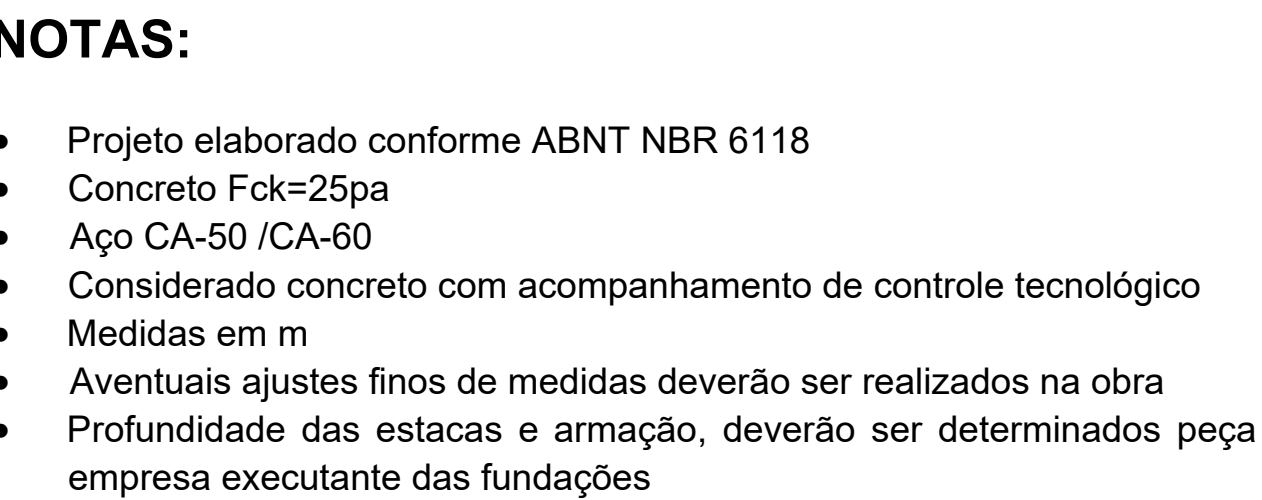 NOTAS:
• Projeto elaborado conforme ABNT NBR 6118
• Concreto Fck=25pa
• Aço CA-50 /CA-60
• Considerado concreto com acompanhamento de controle tecnológico
• Medidas em m
• Aventuais ajustes finos de medidas deverão ser realizados na obra
• Profundidade das estacas e armação, deverão ser determinados peça
empresa executante das fundações